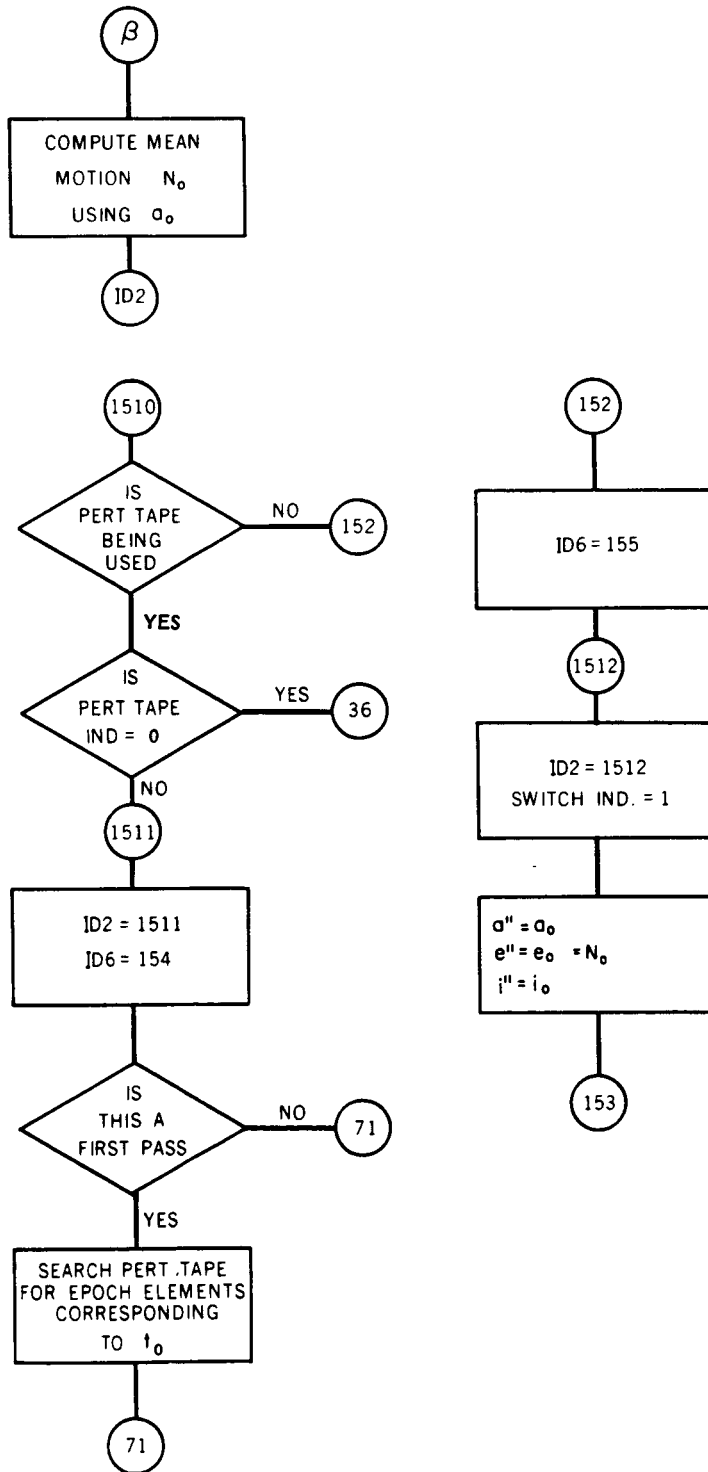 β
COMPUTE MEAN
MOTION N₀
USING a₀
ID2
1510
IS
PERT TAPE
BEING
USED
NO
152
YES
IS
PERT TAPE
IND = 0
YES
36
NO
1511
ID2 = 1511
ID6 = 154
IS
THIS A
FIRST PASS
NO
71
YES
SEARCH PERT. TAPE
FOR EPOCH ELEMENTS
CORRESPONDING
TO t₀
71
152
ID6 = 155
1512
ID2 = 1512
SWITCH IND. = 1
a" = a₀
e" = e₀ = N₀
i" = i₀
153